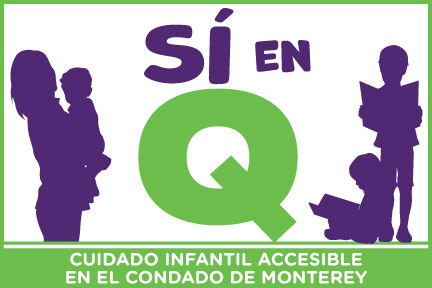 SÍ EN
Q
CUIDADO INFANTIL ACCESIBLE
EN EL CONDADO DE MONTEREY